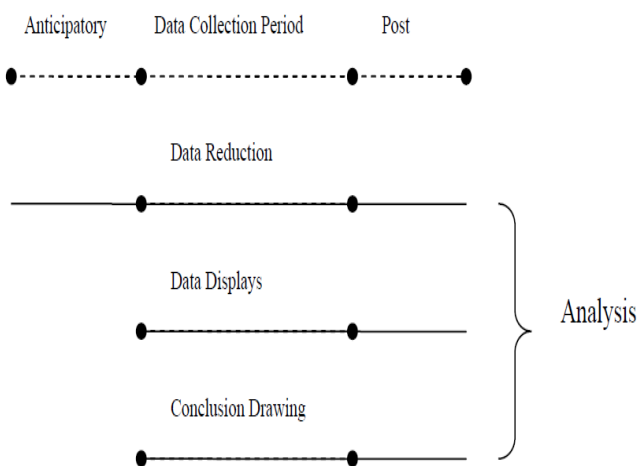 Anticipatory Data Collection Period Post
Data Reduction
Data Displays
Analysis
Conclusion Drawing